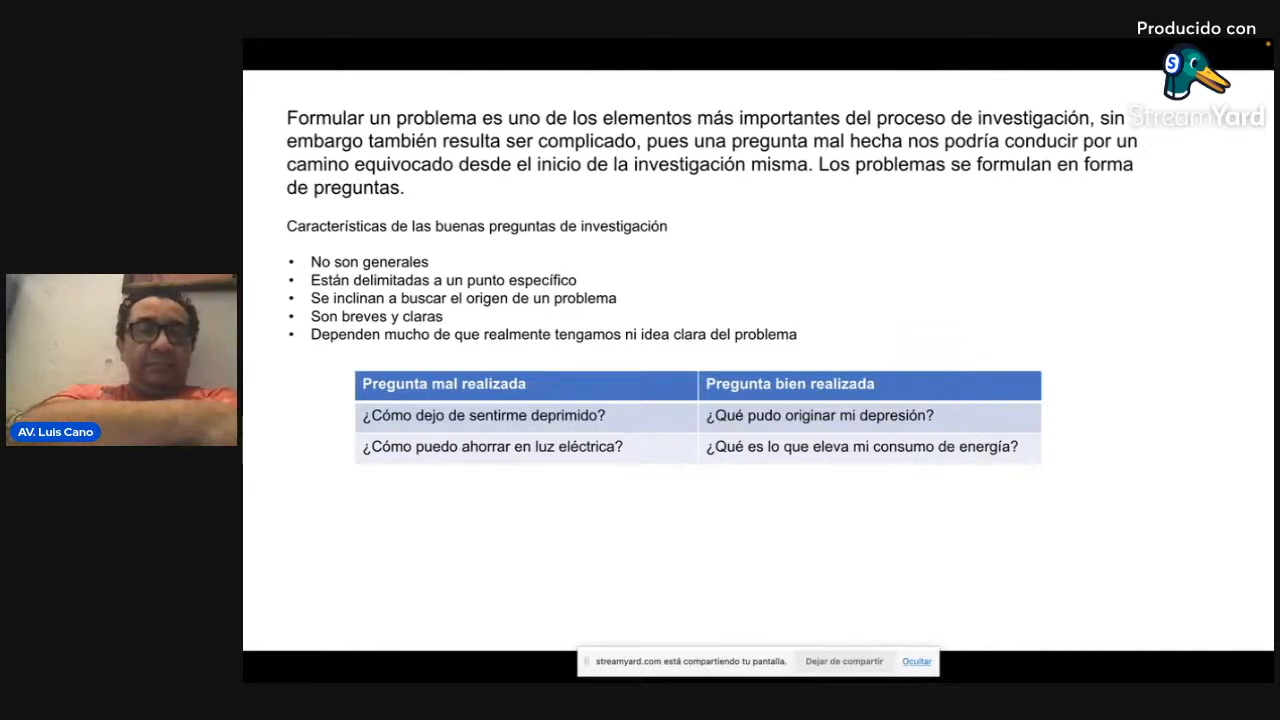 Producido con
StreamYard
Formular un problema es uno de los elementos más importantes del proceso de investigación, sin
embargo también resulta ser complicado, pues una pregunta mal hecha nos podría conducir por un
camino equivocado desde el inicio de la investigación misma. Los problemas se formulan en forma
de preguntas.
Características de las buenas preguntas de investigación
• No son generales
• Están delimitadas a un punto específico
• Se inclinan a buscar el origen de un problema
• Son breves y claras
• Dependen mucho de que realmente tengamos ni idea clara del problema
Pregunta mal realizada Pregunta bien realizada
¿Cómo dejo de sentirme deprimido? ¿Qué pudo originar mi depresión?
¿Cómo puedo ahorrar en luz eléctrica? ¿Qué es lo que eleva mi consumo de energía?
AV. Luis Cano
streamyard.com está compartiendo tu pantalla. Dejar de compartir Ocultar